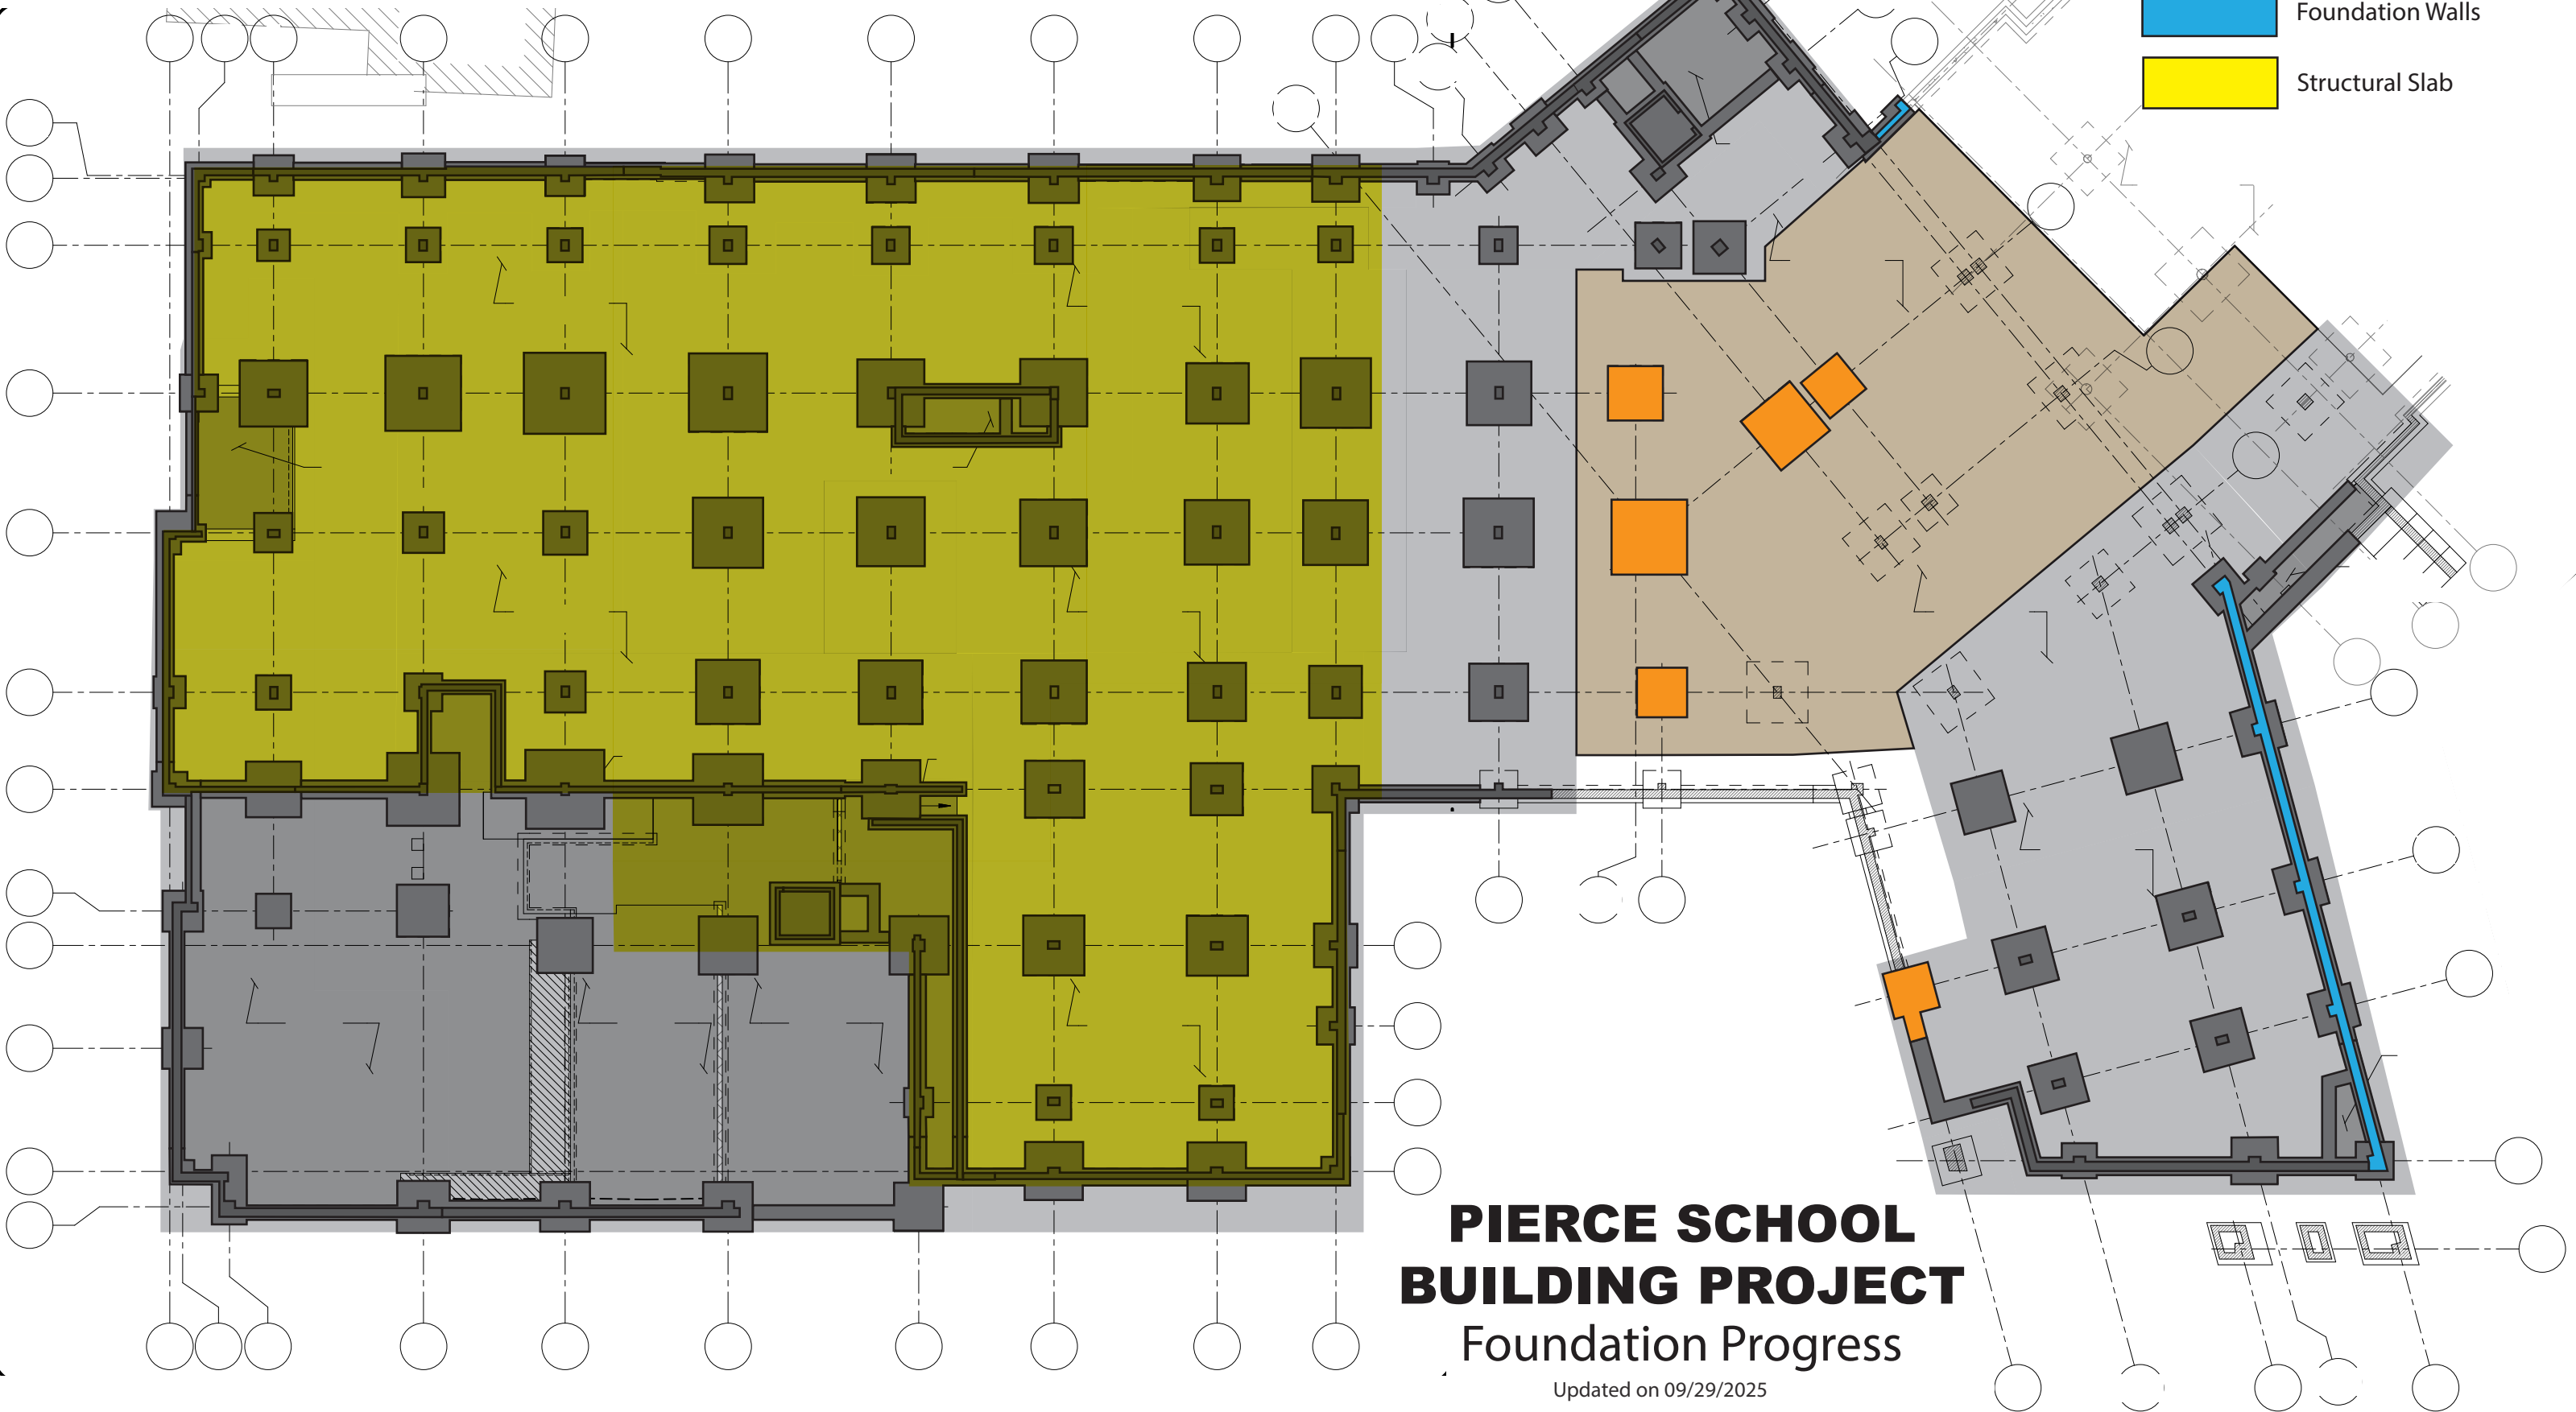 Foundation Walls
Structural Slab
PIERCE SCHOOL
BUILDING PROJECT
Foundation Progress
Updated on 09/29/2025